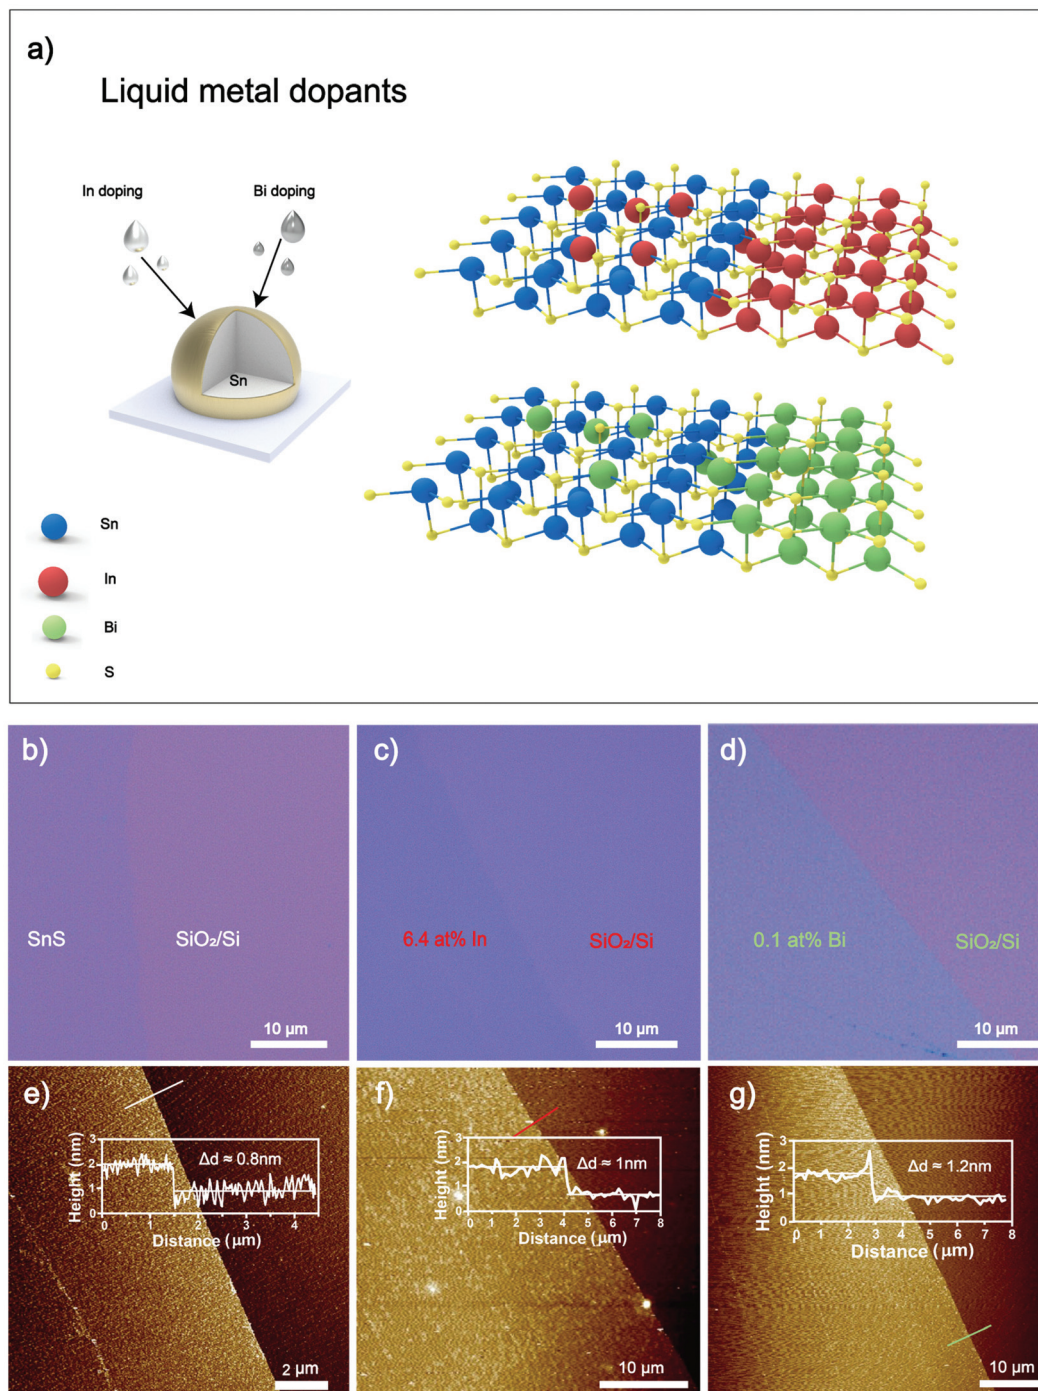 a)
Liquid metal dopants
In doping
Bi doping
Sn
Sn
In
Bi
S
b)
SnS
SiO₂/Si
10 µm
c)
6.4 at% In
SiO₂/Si
10 µm
d)
0.1 at% Bi
SiO₂/Si
10 µm
e)
Height (nm)
3
2
1
0
Δd ≈ 0.8nm
0 1 2 3 4
Distance (µm)
2 µm
f)
Height (nm)
3
2
1
0
Δd ≈ 1nm
0 1 2 3 4 5 6 7 8
Distance (µm)
10 µm
g)
Height (nm)
3
2
1
0
Δd ≈ 1.2nm
0 1 2 3 4 5 6 7 8
Distance (µm)
10 µm